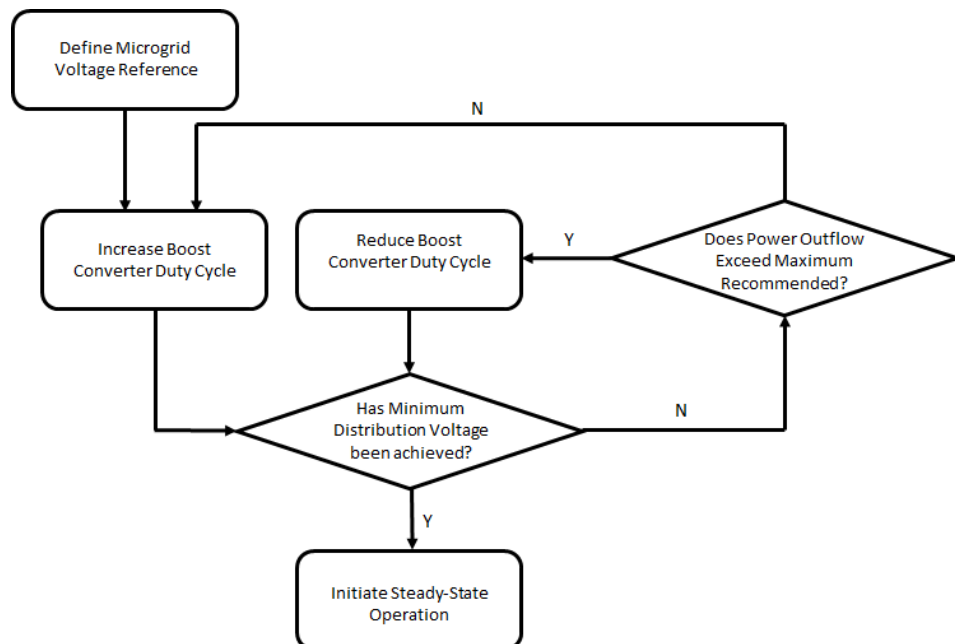 Define Microgrid
Voltage Reference
N
Increase Boost
Converter Duty Cycle
Reduce Boost
Converter Duty Cycle
Y
Does Power Outflow
Exceed Maximum
Recommended?
Has Minimum
Distribution Voltage
been achieved?
N
Y
Initiate Steady-State
Operation